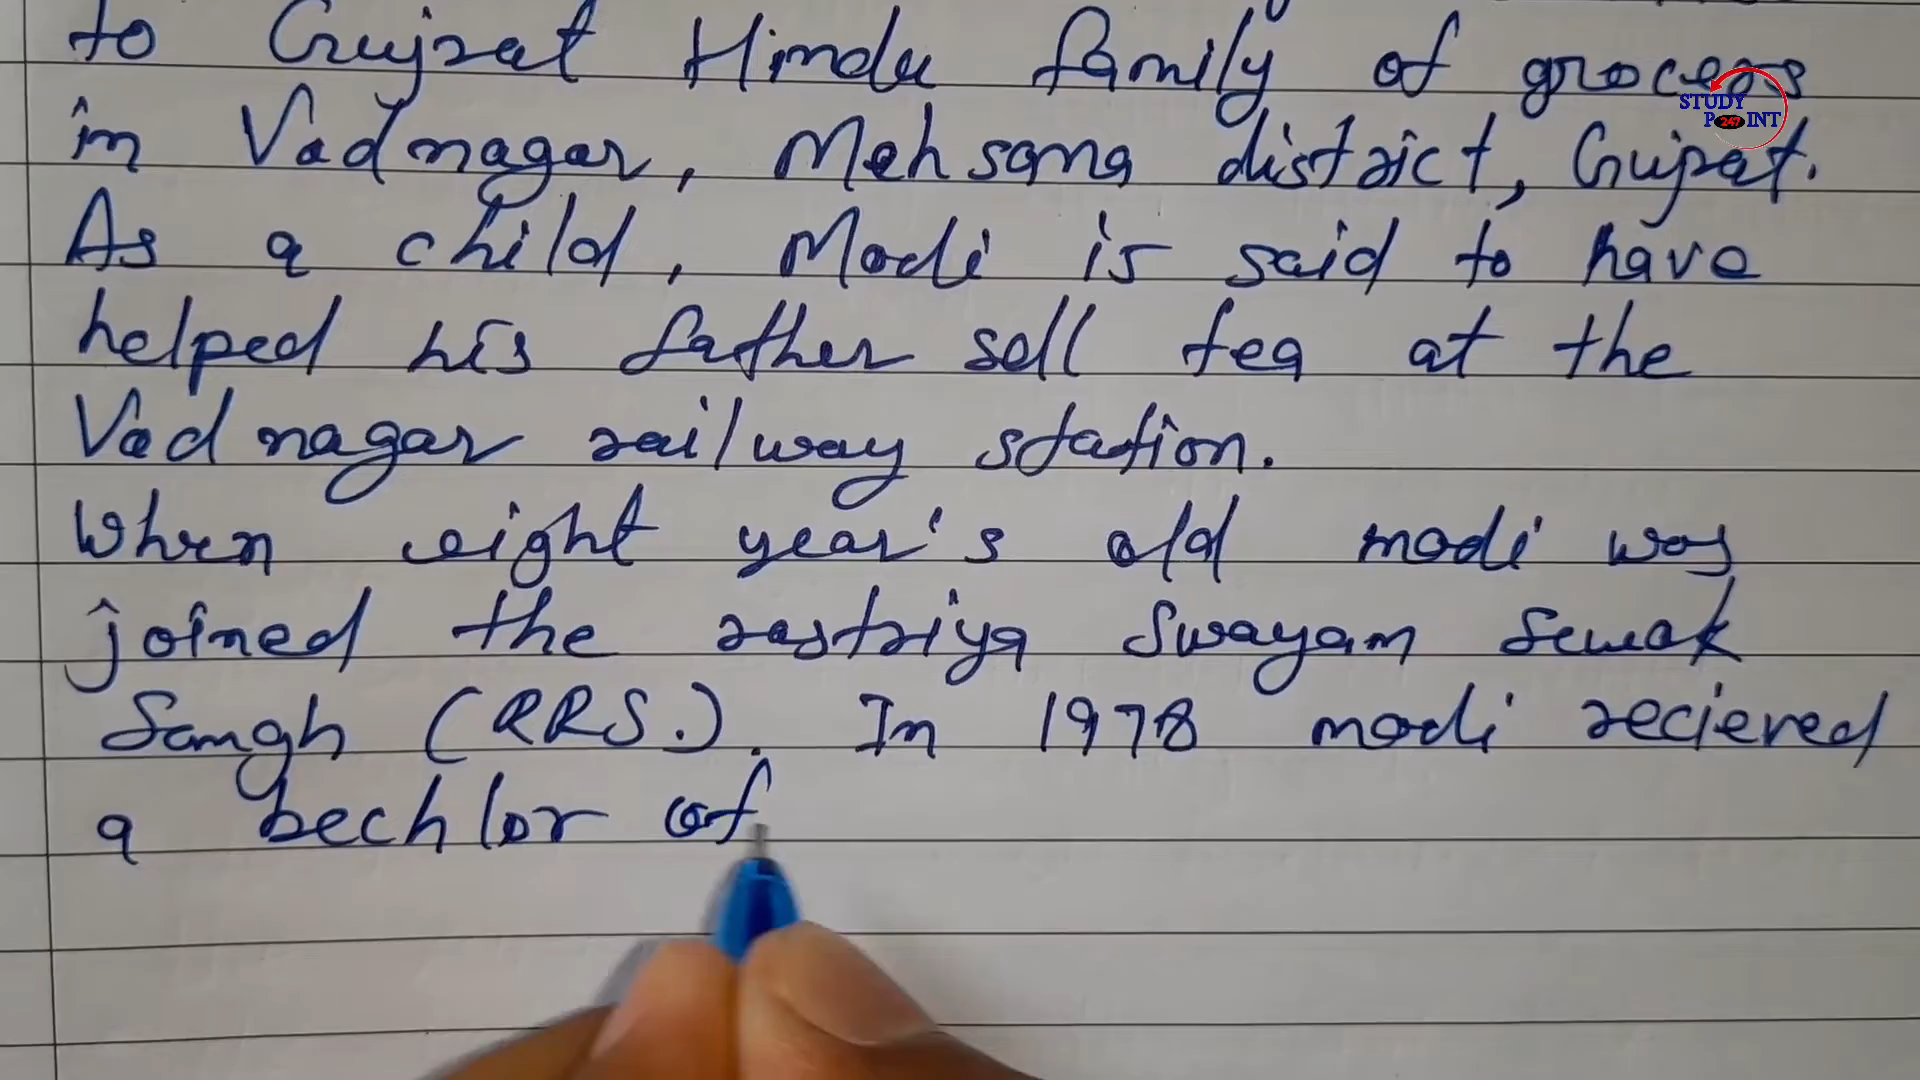 to Gujrat Hindu family of grocers
in Vadnagar, Mehsana district, Gujrat.
As a child, Modi is said to have
helped his father sell tea at the
Vadnagar railway station.
When eight year's old modi was
joined the rastriya Swayam Sewak
Sangh (RRS.). In 1978 modi recieved
a bechlor of
STUDY
P247INT